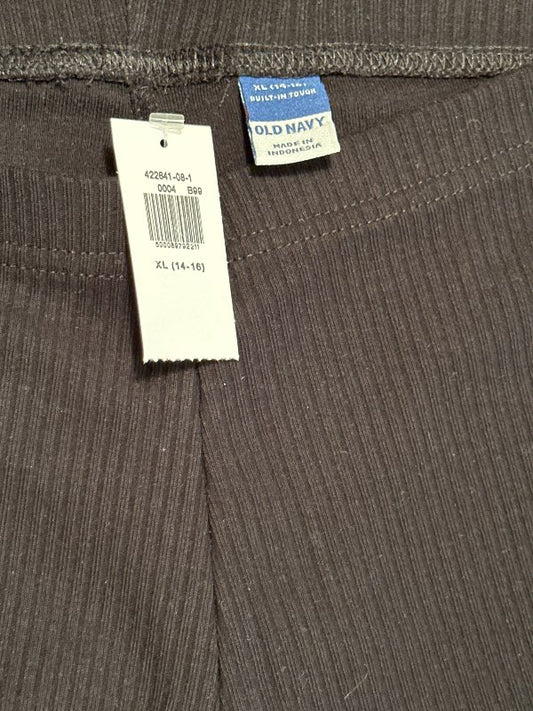 XL (14-16)
BUILT-IN TOUGH
OLD NAVY
MADE IN
INDONESIA
422841-08-1
0004 B99
500089792211
XL (14-16)